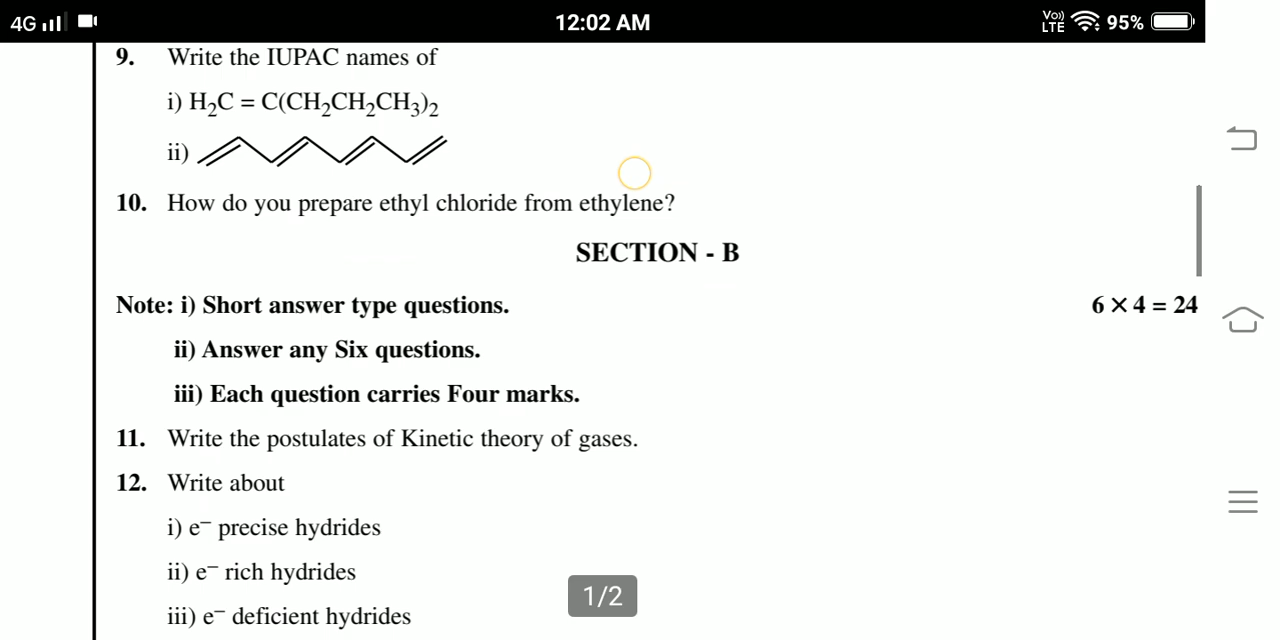 4G 12:02 AM Vo)) LTE 95%
9. Write the IUPAC names of
i) H₂C = C(CH₂CH₂CH₃)₂
ii)
10. How do you prepare ethyl chloride from ethylene?
SECTION - B
Note: i) Short answer type questions. 6 × 4 = 24
ii) Answer any Six questions.
iii) Each question carries Four marks.
11. Write the postulates of Kinetic theory of gases.
12. Write about
i) e⁻ precise hydrides
ii) e⁻ rich hydrides
iii) e⁻ deficient hydrides
1/2